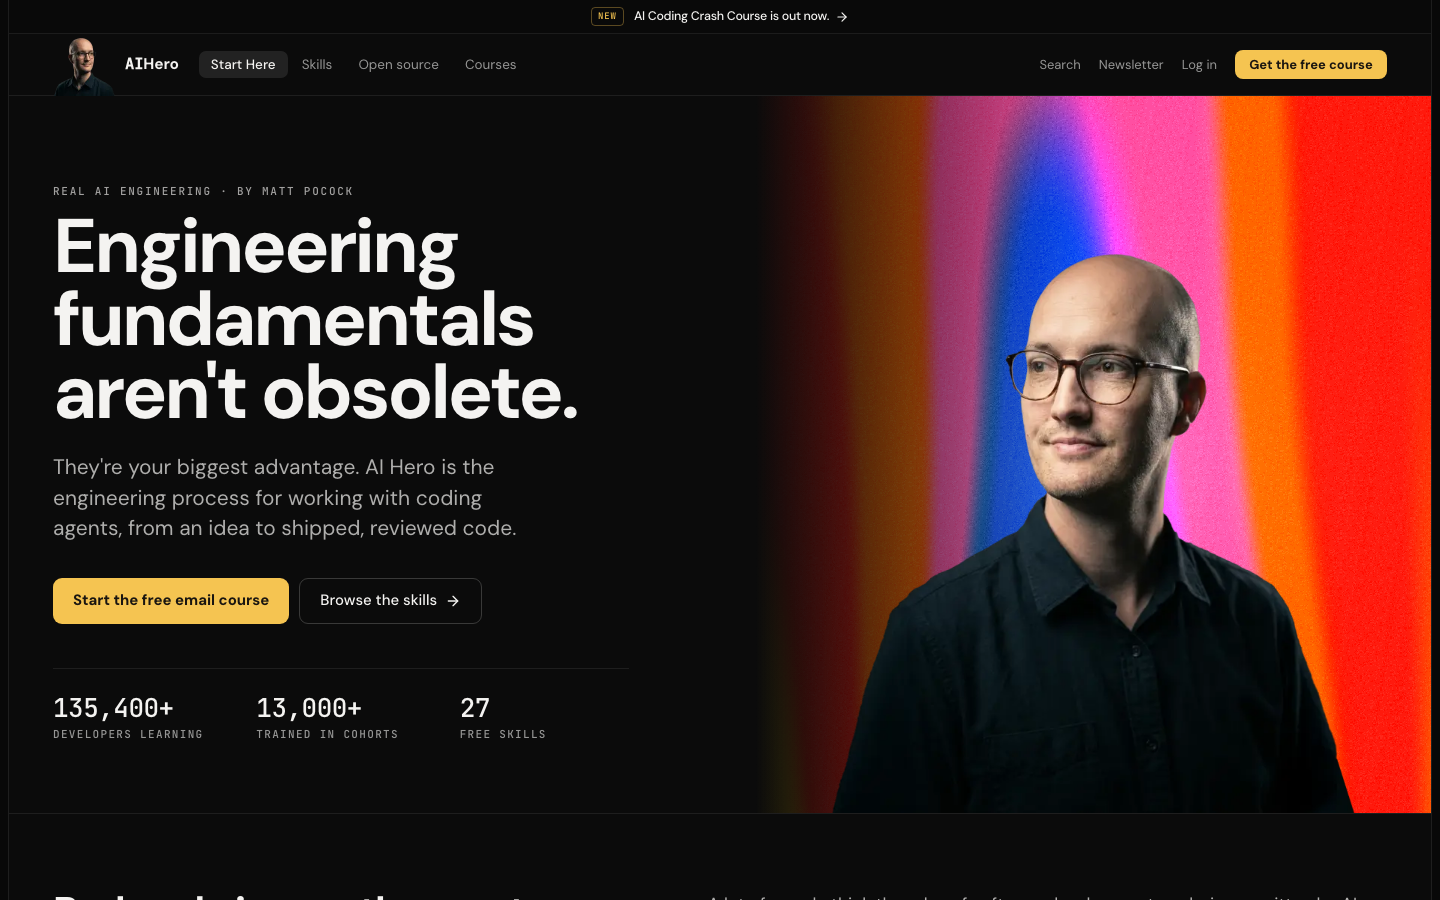 NEW AI Coding Crash Course is out now. →
AIHero Start Here Skills Open source Courses Search Newsletter Log in Get the free course
REAL AI ENGINEERING · BY MATT POCOCK
Engineering
fundamentals
aren't obsolete.
They're your biggest advantage. AI Hero is the
engineering process for working with coding
agents, from an idea to shipped, reviewed code.
Start the free email course Browse the skills →
135,400+ 13,000+ 27
DEVELOPERS LEARNING TRAINED IN COHORTS FREE SKILLS